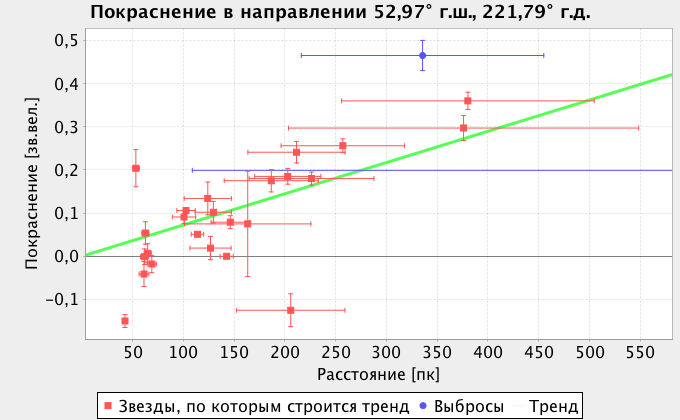 Покраснение в направлении 52,97° г.ш., 221,79° г.д.
Покраснение [зв.вел.]
0,5
0,4
0,3
0,2
0,1
0,0
−0,1
50 100 150 200 250 300 350 400 450 500 550
Расстояние [пк]
Звезды, по которым строится тренд Выбросы Тренд